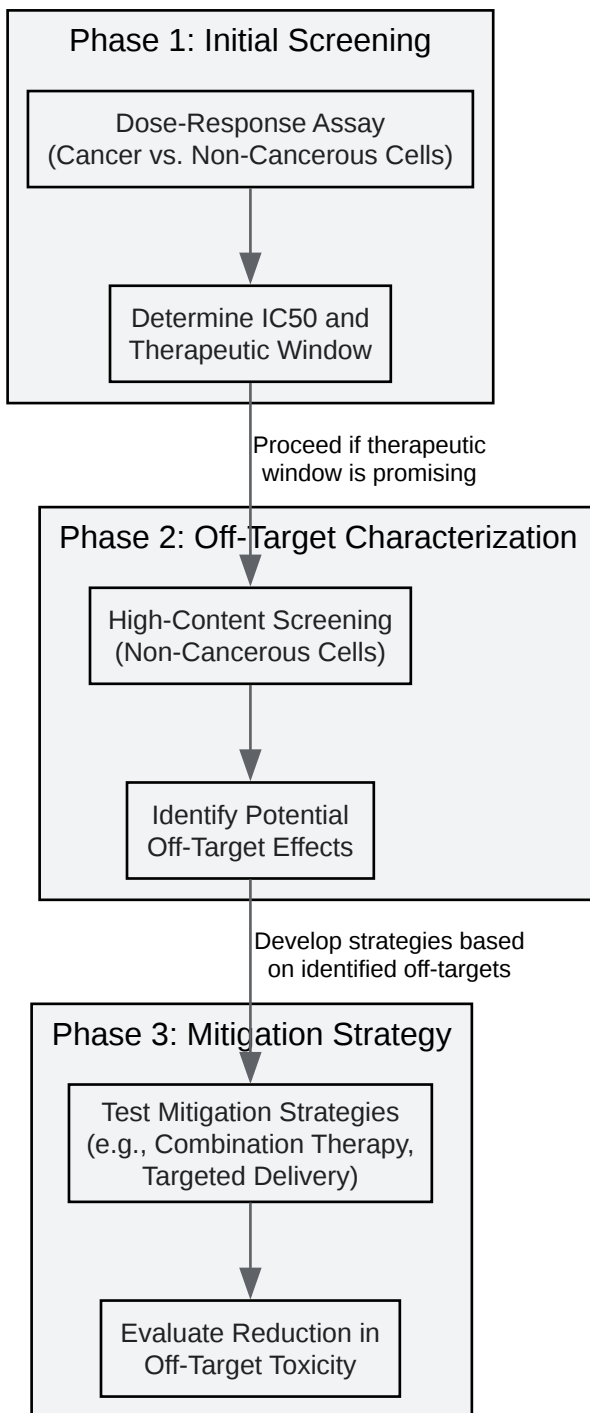 Phase 1: Initial Screening
Dose-Response Assay
(Cancer vs. Non-Cancerous Cells)
Determine IC50 and
Therapeutic Window
Proceed if therapeutic
window is promising
Phase 2: Off-Target Characterization
High-Content Screening
(Non-Cancerous Cells)
Identify Potential
Off-Target Effects
Develop strategies based
on identified off-targets
Phase 3: Mitigation Strategy
Test Mitigation Strategies
(e.g., Combination Therapy,
Targeted Delivery)
Evaluate Reduction in
Off-Target Toxicity